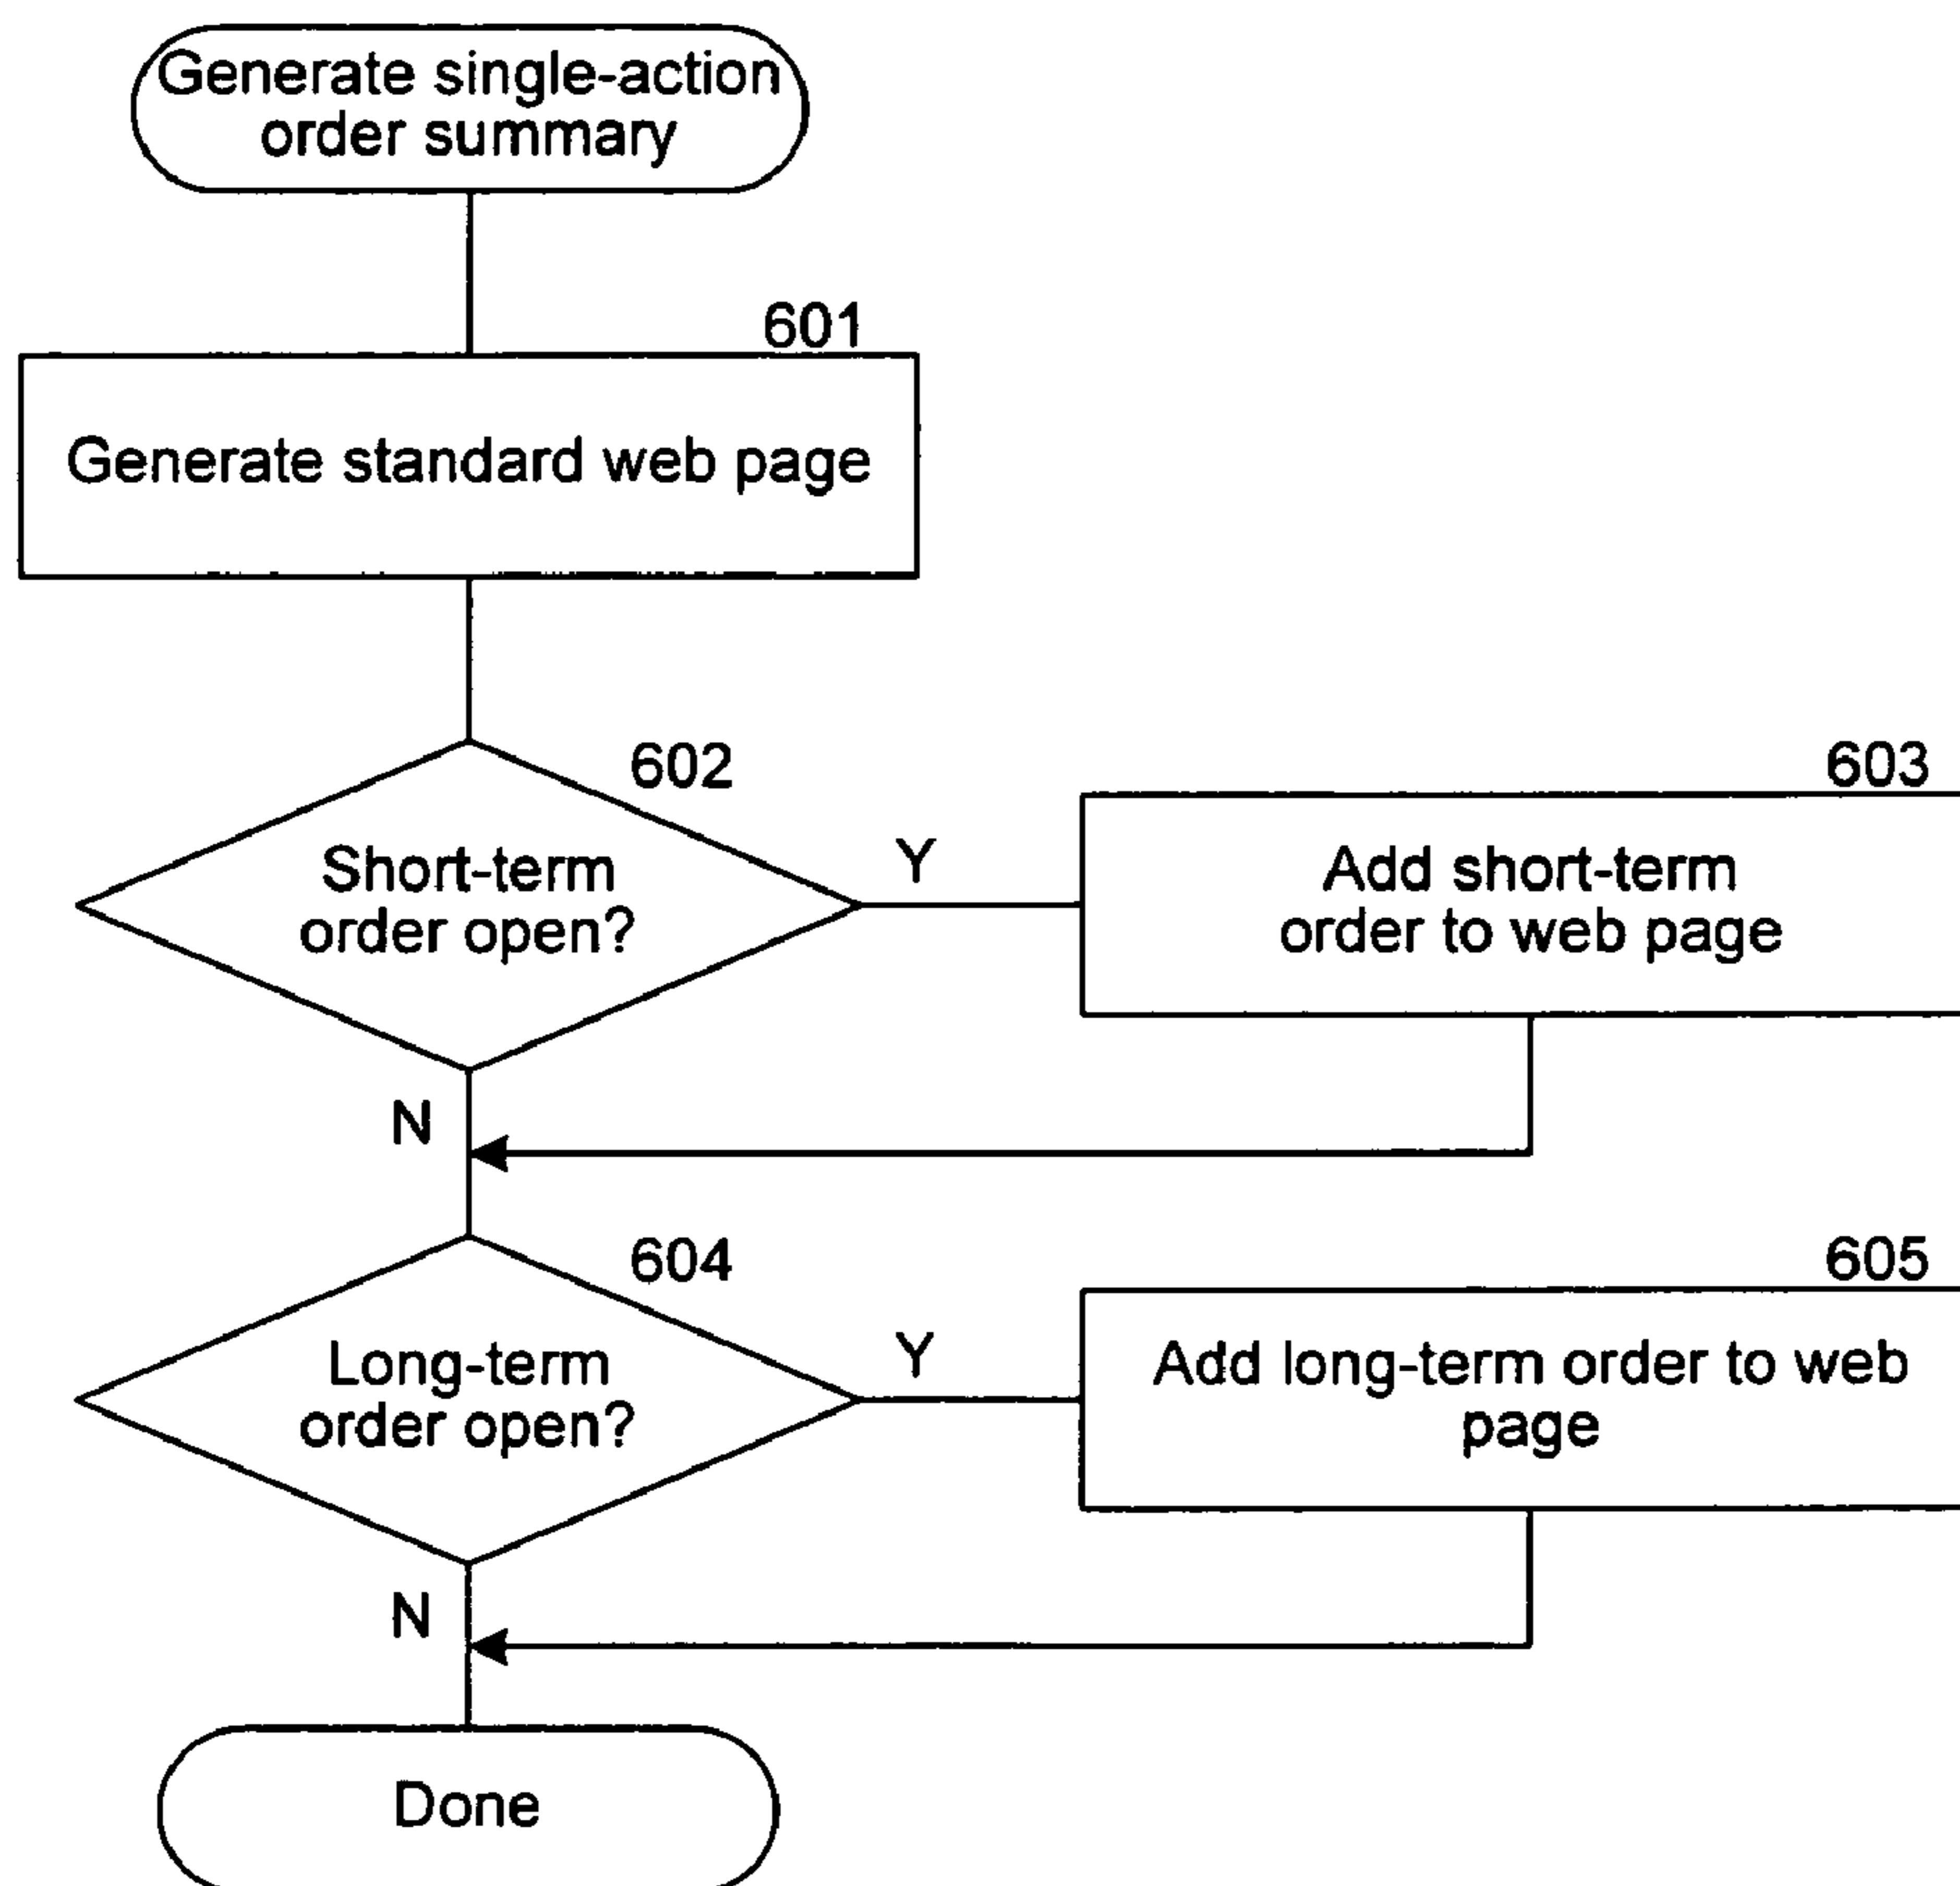 Generate single-action
order summary
601
Generate standard web page
602
Short-term
order open?
Y
603
Add short-term
order to web page
N
604
Long-term
order open?
Y
605
Add long-term order to web
page
N
Done